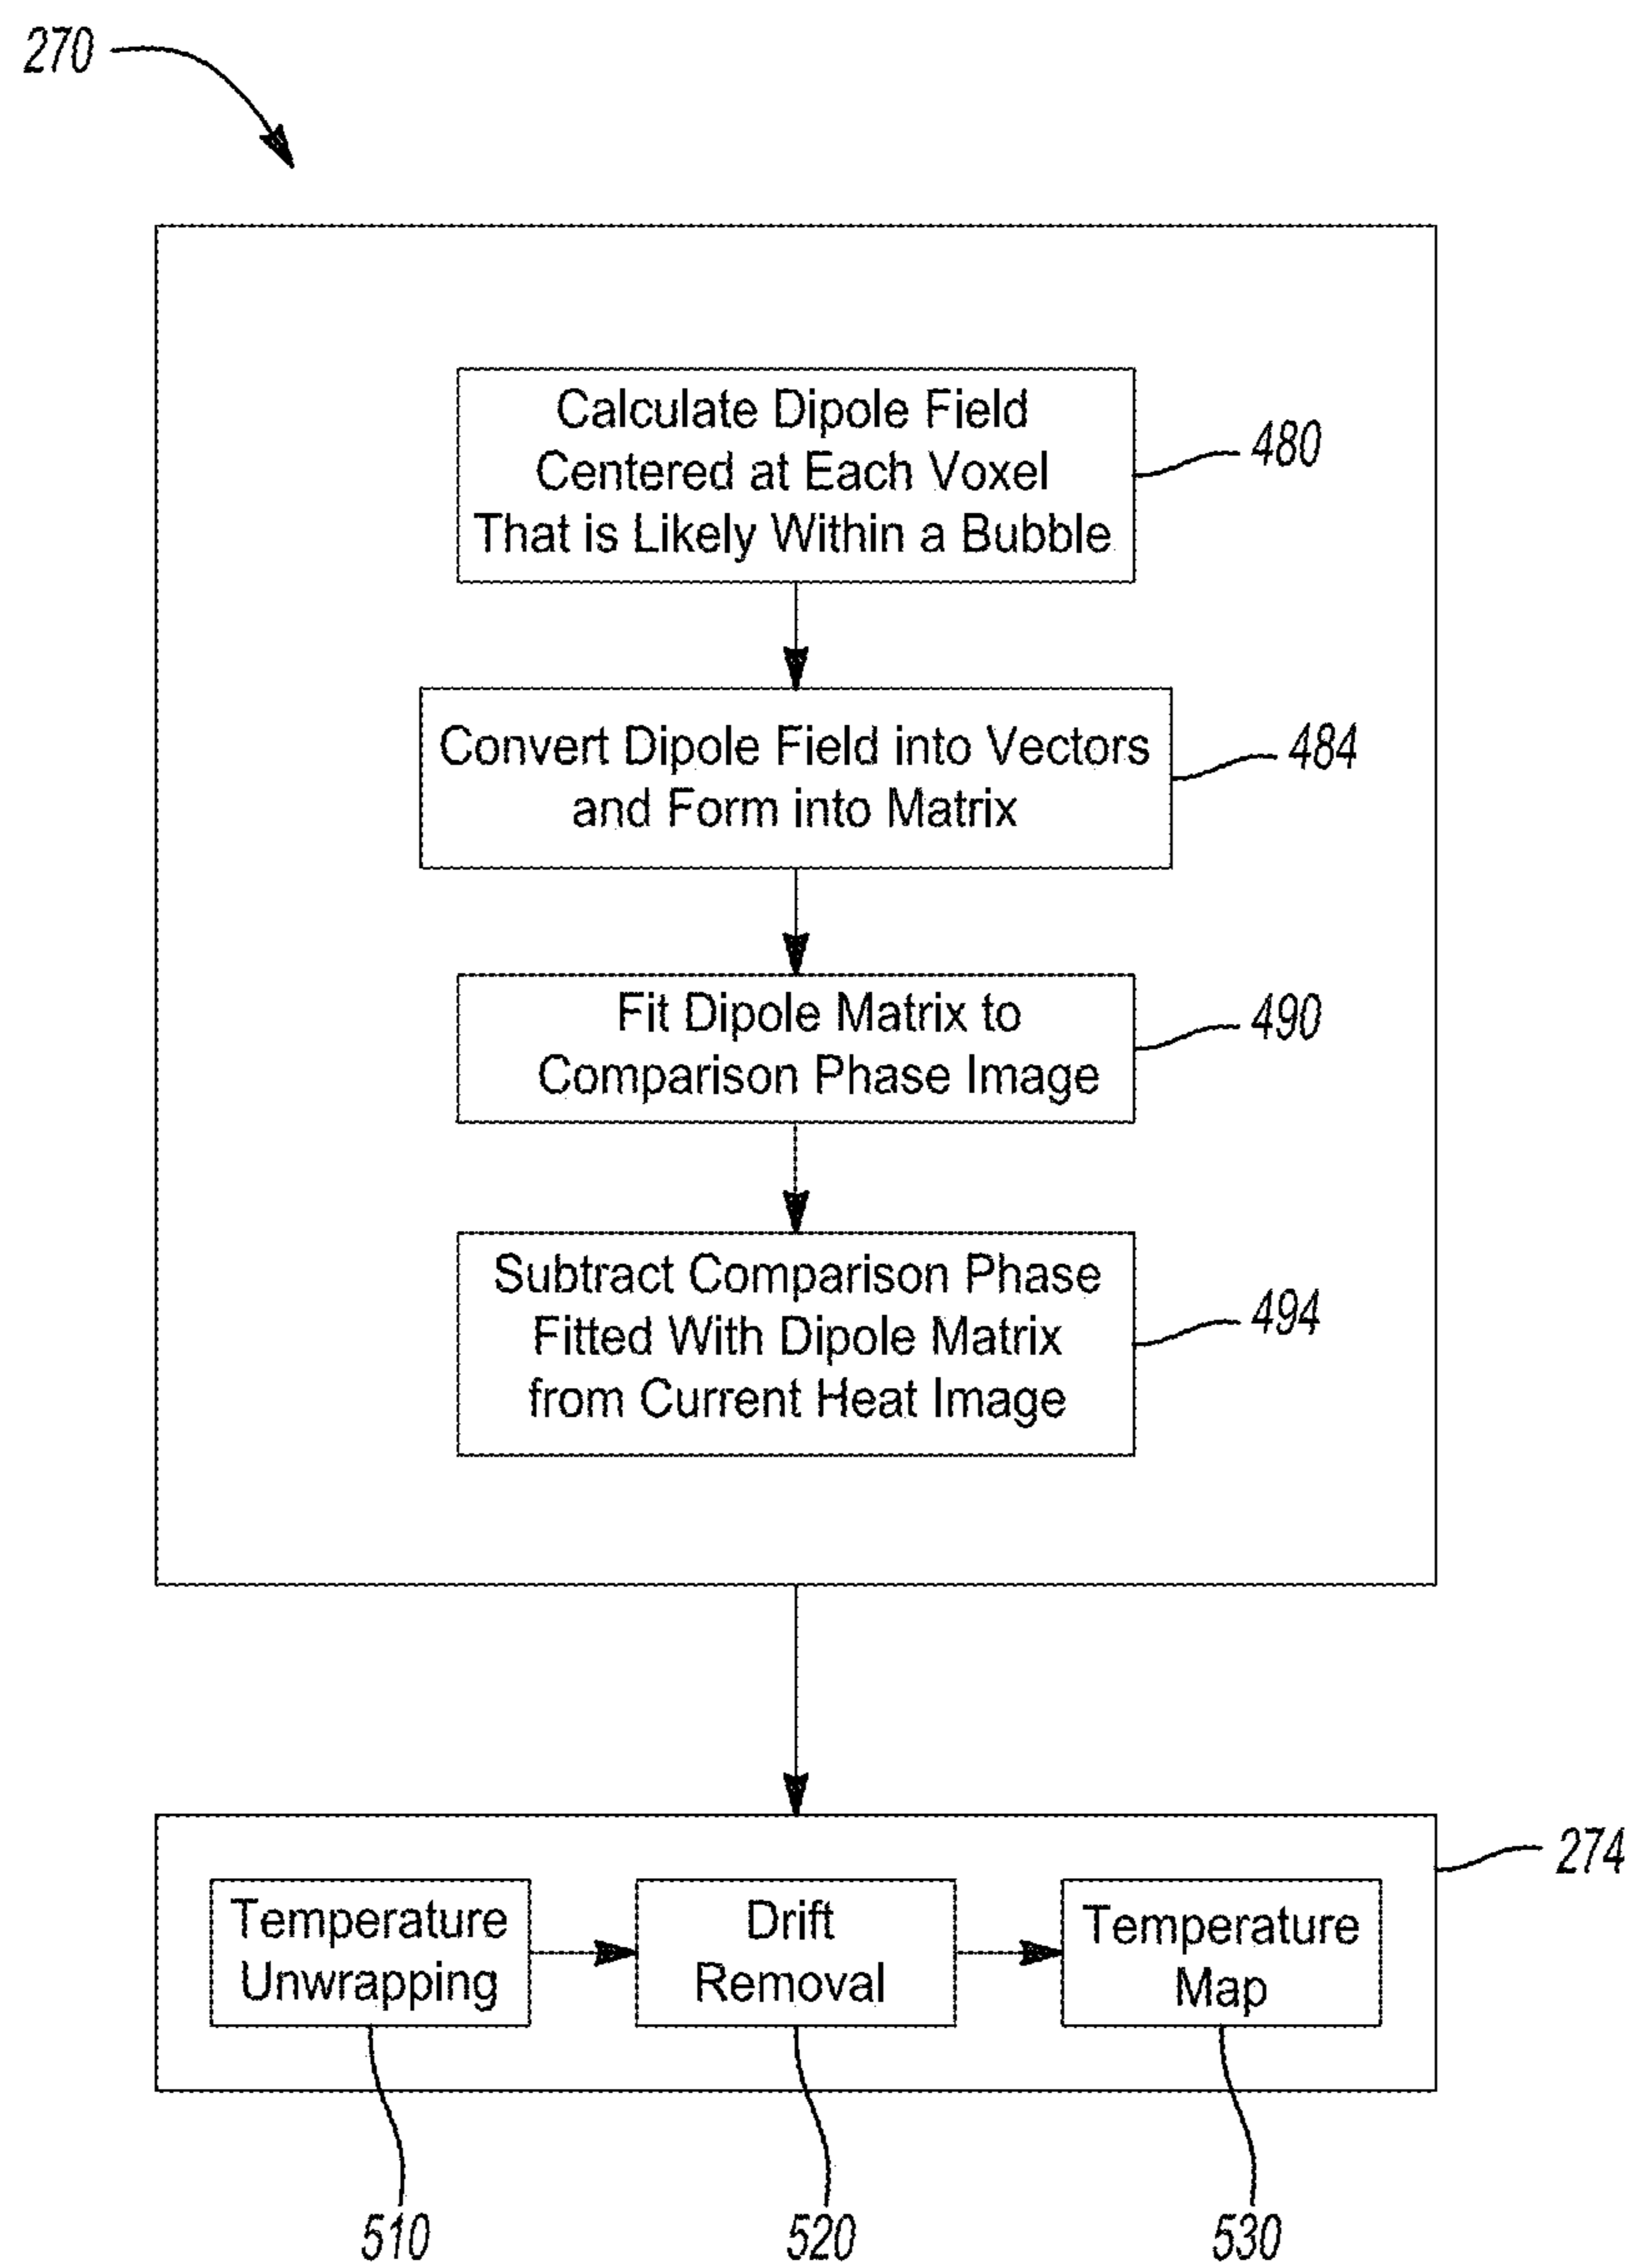 270
Calculate Dipole Field
Centered at Each Voxel
That is Likely Within a Bubble
480
Convert Dipole Field into Vectors
and Form into Matrix
484
Fit Dipole Matrix to
Comparison Phase Image
490
Subtract Comparison Phase
Fitted With Dipole Matrix
from Current Heat Image
494
274
Temperature
Unwrapping
Drift
Removal
Temperature
Map
510
520
530